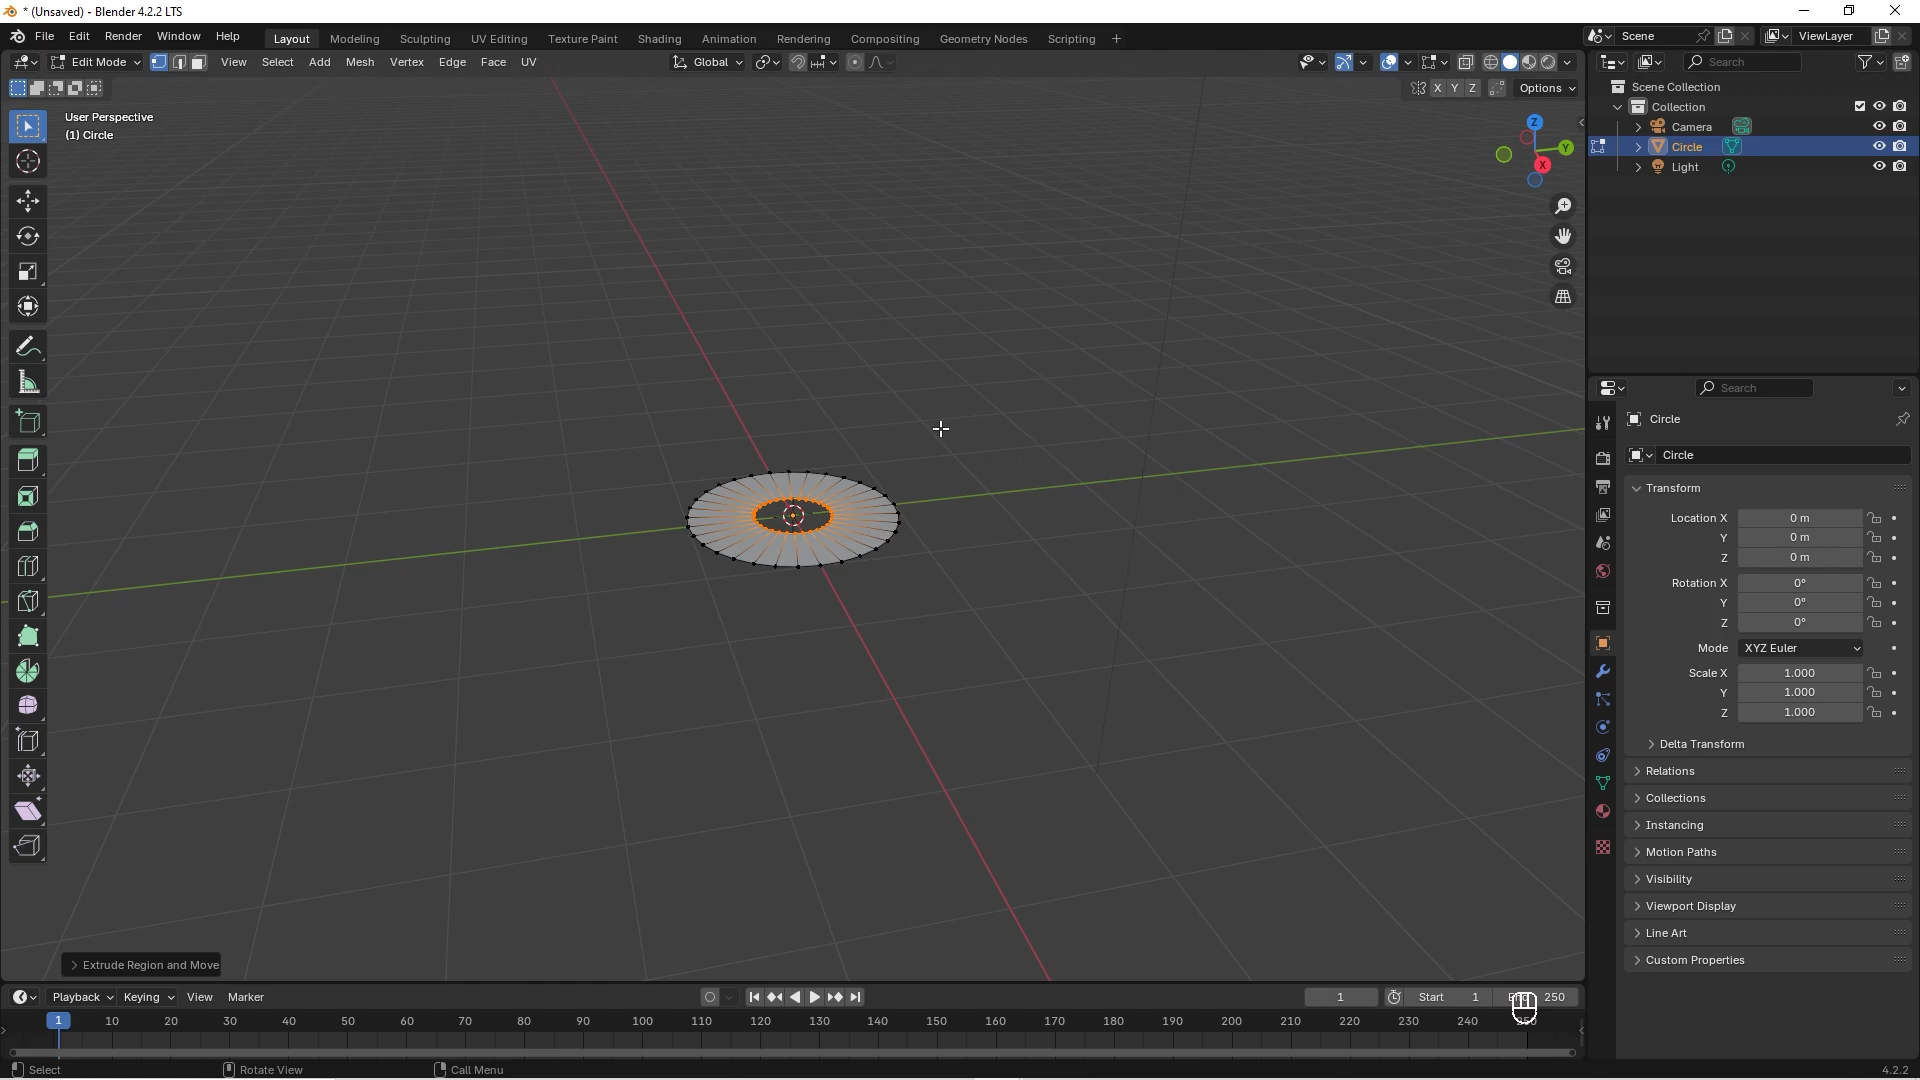 * (Unsaved) - Blender 4.2.2 LTS
File Edit Render Window Help Layout Modeling Sculpting UV Editing Texture Paint Shading Animation Rendering Compositing Geometry Nodes Scripting + Scene ViewLayer
Edit Mode View Select Add Mesh Vertex Edge Face UV Global Search
X Y Z Options
User Perspective
(1) Circle
Z
Y
X
Scene Collection
Collection
Camera
Circle
Light
Search
Circle
Circle
Transform
Location X 0 m
Y 0 m
Z 0 m
Rotation X 0°
Y 0°
Z 0°
Mode XYZ Euler
Scale X 1.000
Y 1.000
Z 1.000
Delta Transform
Relations
Collections
Instancing
Motion Paths
Visibility
Viewport Display
Line Art
Custom Properties
Extrude Region and Move
Playback Keying View Marker 1 Start 1 250
1 10 20 30 40 50 60 70 80 90 100 110 120 130 140 150 160 170 180 190 200 210 220 230 240 250
Select Rotate View Call Menu 4.2.2